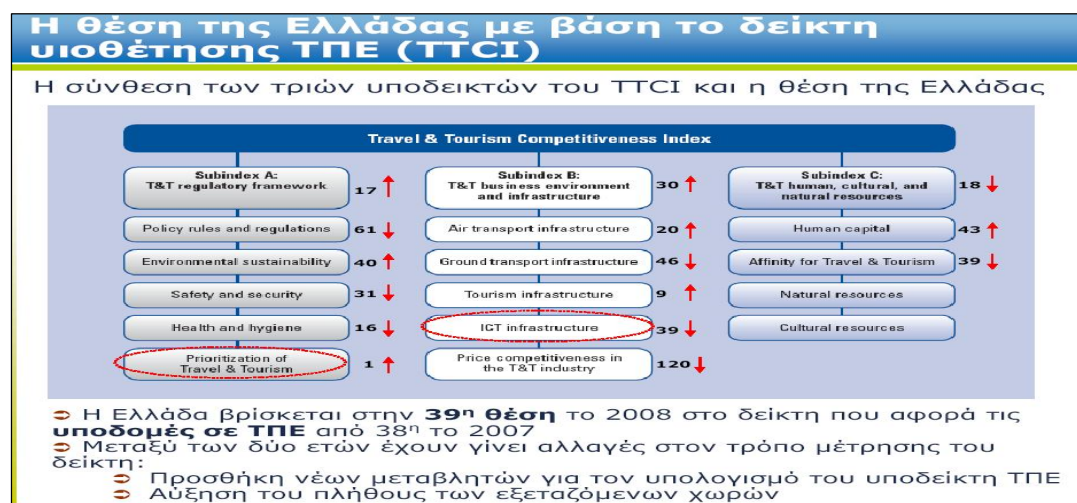 Η θέση της Ελλάδας με βάση το δείκτη
υιοθέτησης ΤΠΕ (TTCI)
Η σύνθεση των τριών υποδεικτών του TTCI και η θέση της Ελλάδας
Travel & Tourism Competitiveness Index
Subindex A:
T&T regulatory framework
17
Policy rules and regulations
61
Environmental sustainability
40
Safety and security
31
Health and hygiene
16
Prioritization of
Travel & Tourism
1
Subindex B:
T&T business environment
and infrastructure
30
Air transport infrastructure
20
Ground transport infrastructure
46
Tourism infrastructure
9
ICT infrastructure
39
Price competitiveness in
the T&T industry
120
Subindex C:
T&T human, cultural, and
natural resources
18
Human capital
43
Affinity for Travel & Tourism
39
Natural resources
Cultural resources
Η Ελλάδα βρίσκεται στην 39η θέση το 2008 στο δείκτη που αφορά τις
υποδομές σε ΤΠΕ από 38η το 2007
Μεταξύ των δύο ετών έχουν γίνει αλλαγές στον τρόπο μέτρησης του
δείκτη:
Προσθήκη νέων μεταβλητών για τον υπολογισμό του υποδείκτη ΤΠΕ
Αύξηση του πλήθους των εξεταζόμενων χωρών